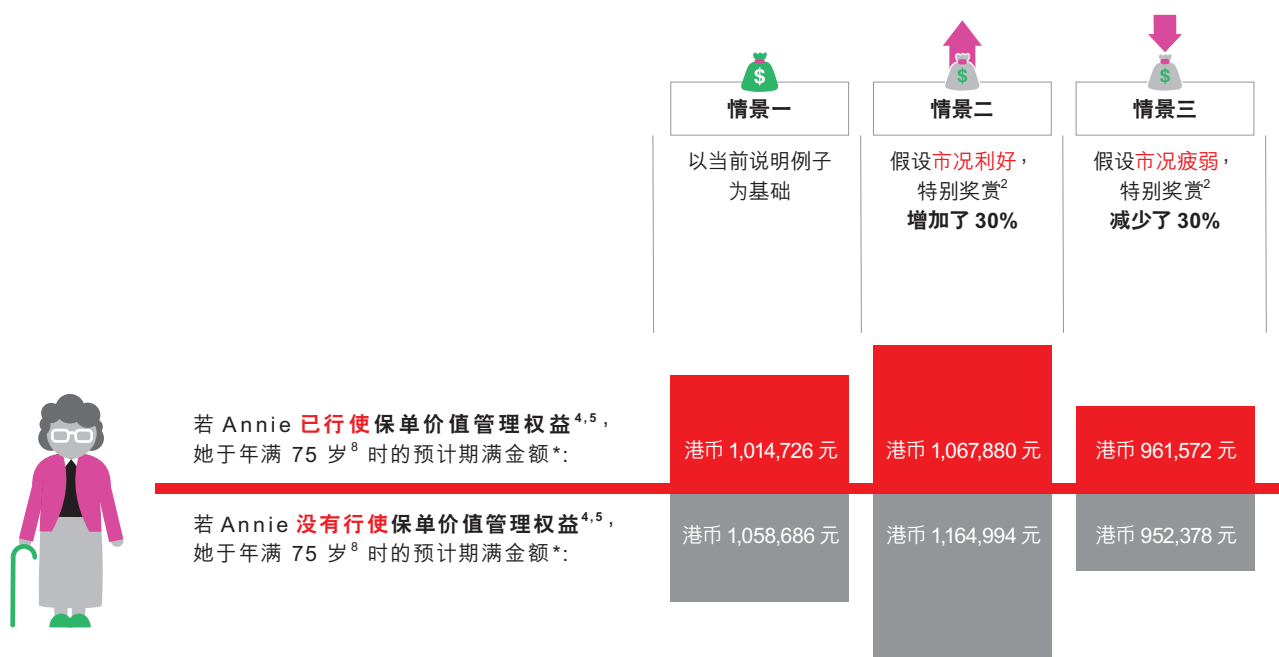 $
$
$
情景一
情景二
情景三
以当前说明例子
为基础
假设市况利好，
特别奖赏2
增加了 30%
假设市况疲弱，
特别奖赏2
减少了 30%
若 Annie 已行使保单价值管理权益4,5，
她于年满 75 岁8 时的预计期满金额*:
港币 1,014,726 元
港币 1,067,880 元
港币 961,572 元
若 Annie 没有行使保单价值管理权益4,5，
她于年满 75 岁8 时的预计期满金额*:
港币 1,058,686 元
港币 1,164,994 元
港币 952,378 元